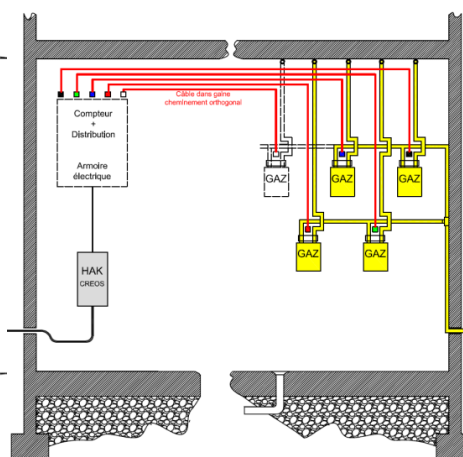 Câble dans gaine
cheminement orthogonal
Compteur
+
Distribution
Armoire
électrique
GAZ
GAZ
GAZ
GAZ
GAZ
HAK
CREOS